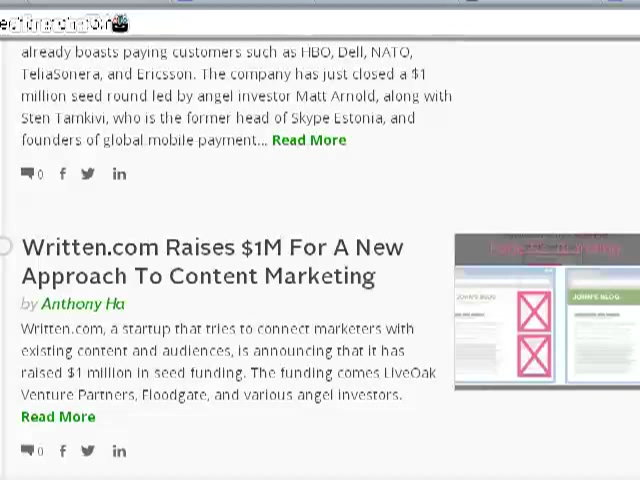 already boasts paying customers such as HBO, Dell, NATO,
TeliaSonera, and Ericsson. The company has just closed a $1
million seed round led by angel investor Matt Arnold, along with
Sten Tamkivi, who is the former head of Skype Estonia, and
founders of global mobile payment... Read More
0
Written.com Raises $1M For A New
Approach To Content Marketing
by Anthony Ha
Written.com, a startup that tries to connect marketers with
existing content and audiences, is announcing that it has
raised $1 million in seed funding. The funding comes LiveOak
Venture Partners, Floodgate, and various angel investors.
Read More
0
JOHN'S BLOG
JOHN'S BLOG